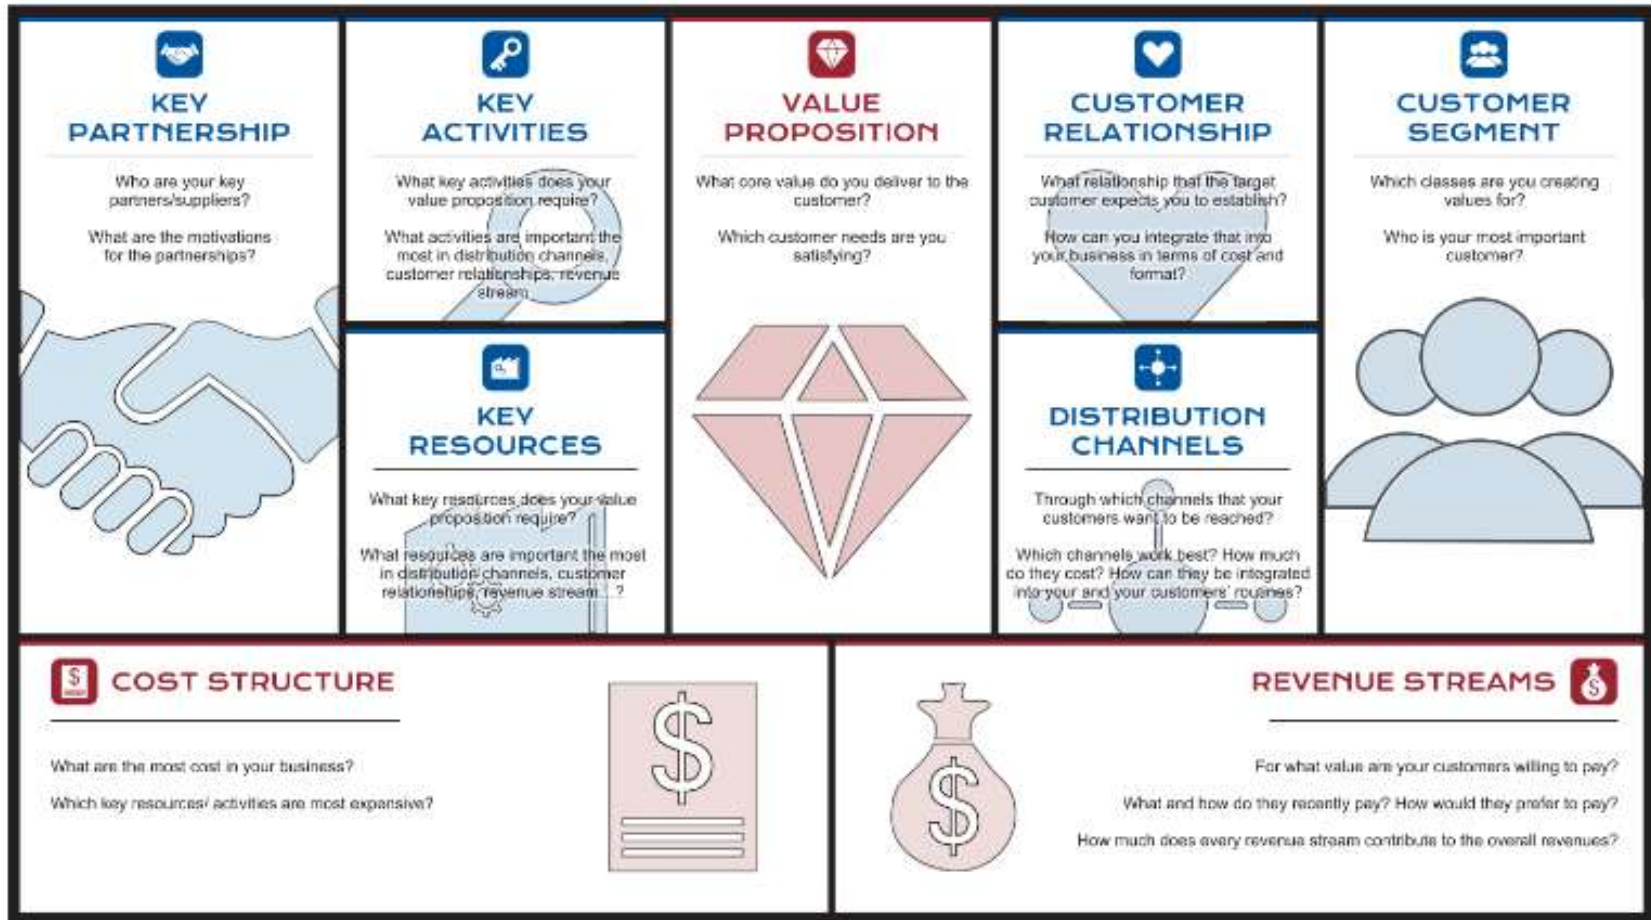 KEY
PARTNERSHIP
Who are your key
partners/suppliers?
What are the motivations
for the partnerships?
KEY
ACTIVITIES
What key activities does your
value proposition require?
What activities are important the
most in distribution channels,
customer relationships, revenue
stream...
KEY
RESOURCES
What key resources does your value
proposition require?
What resources are important the most
in distribution channels, customer
relationships, revenue stream...?
VALUE
PROPOSITION
What core value do you deliver to the
customer?
Which customer needs are you
satisfying?
CUSTOMER
RELATIONSHIP
What relationship that the target
customer expects you to establish?
How can you integrate that into
your business in terms of cost and
format?
DISTRIBUTION
CHANNELS
Through which channels that your
customers want to be reached?
Which channels work best? How much
do they cost? How can they be integrated
into your and your customers' routines?
CUSTOMER
SEGMENT
Which classes are you creating
values for?
Who is your most important
customer?
$
COST STRUCTURE
What are the most cost in your business?
Which key resources/ activities are most expensive?
$
REVENUE STREAMS
$
For what value are your customers willing to pay?
What and how do they recently pay? How would they prefer to pay?
How much does every revenue stream contribute to the overall revenues?
$